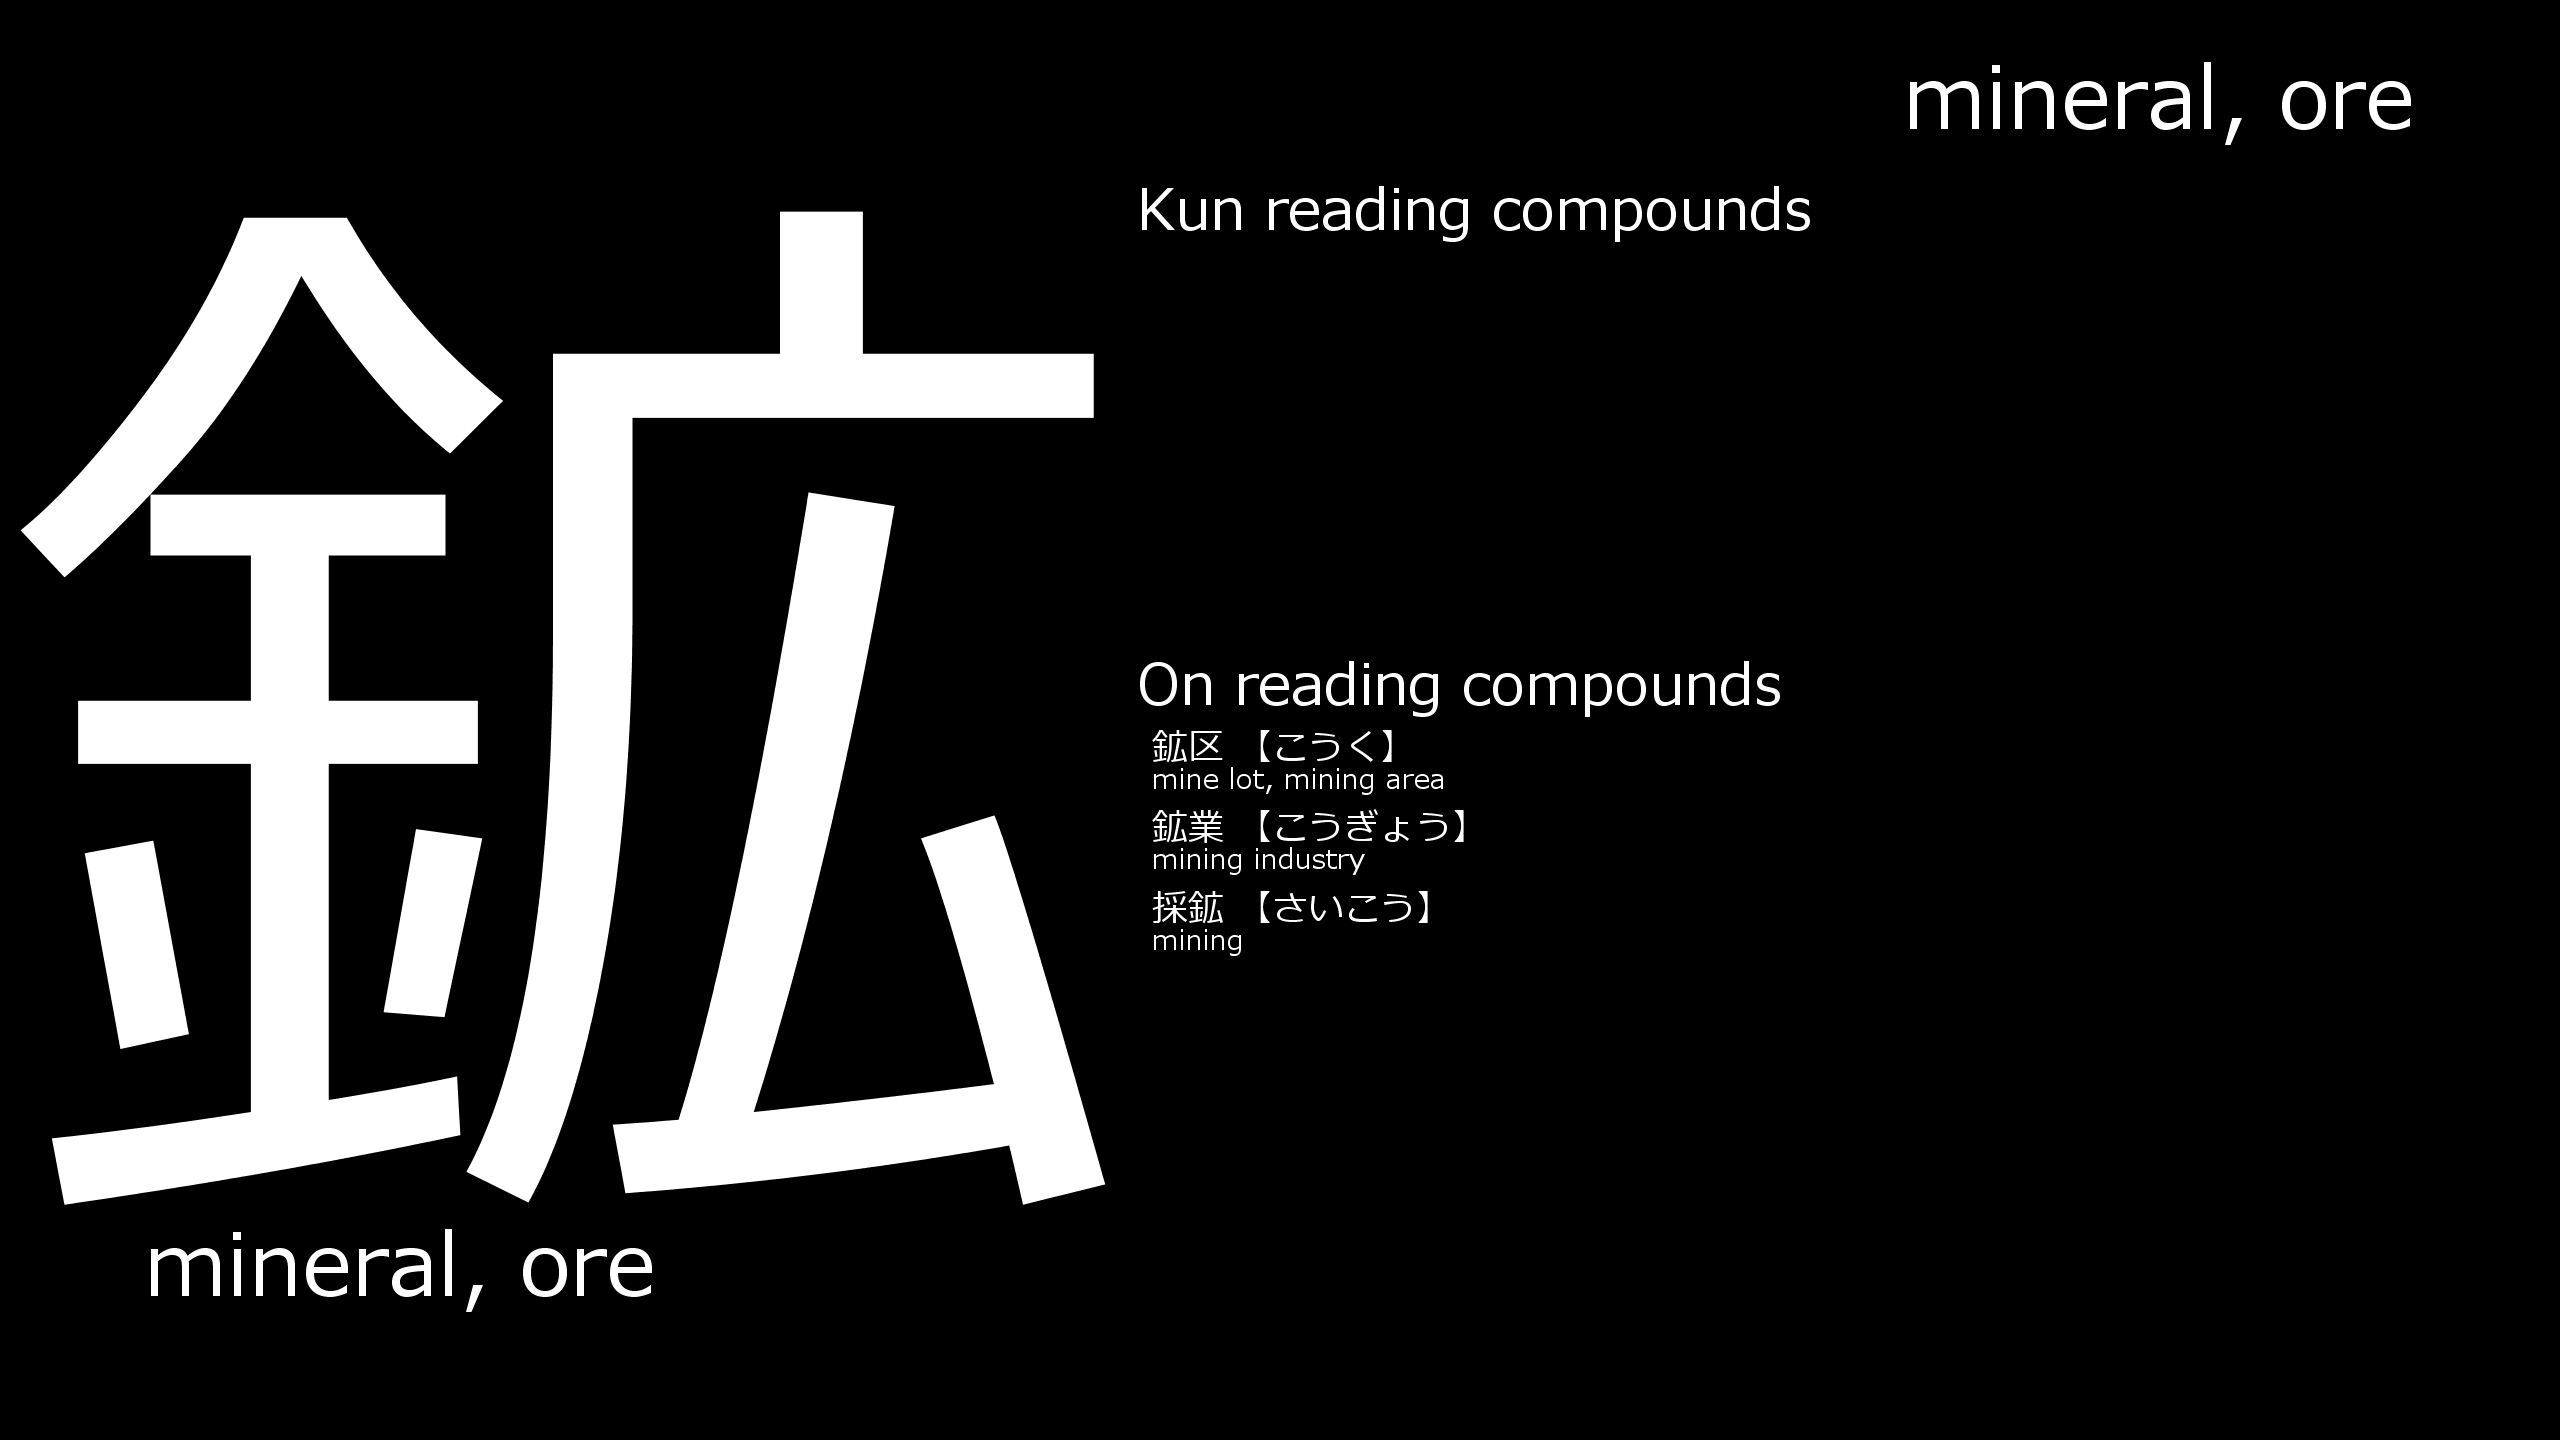 mineral, ore
鉱
Kun reading compounds
On reading compounds
鉱区 【こうく】
mine lot, mining area
鉱業 【こうぎょう】
mining industry
採鉱 【さいこう】
mining
mineral, ore